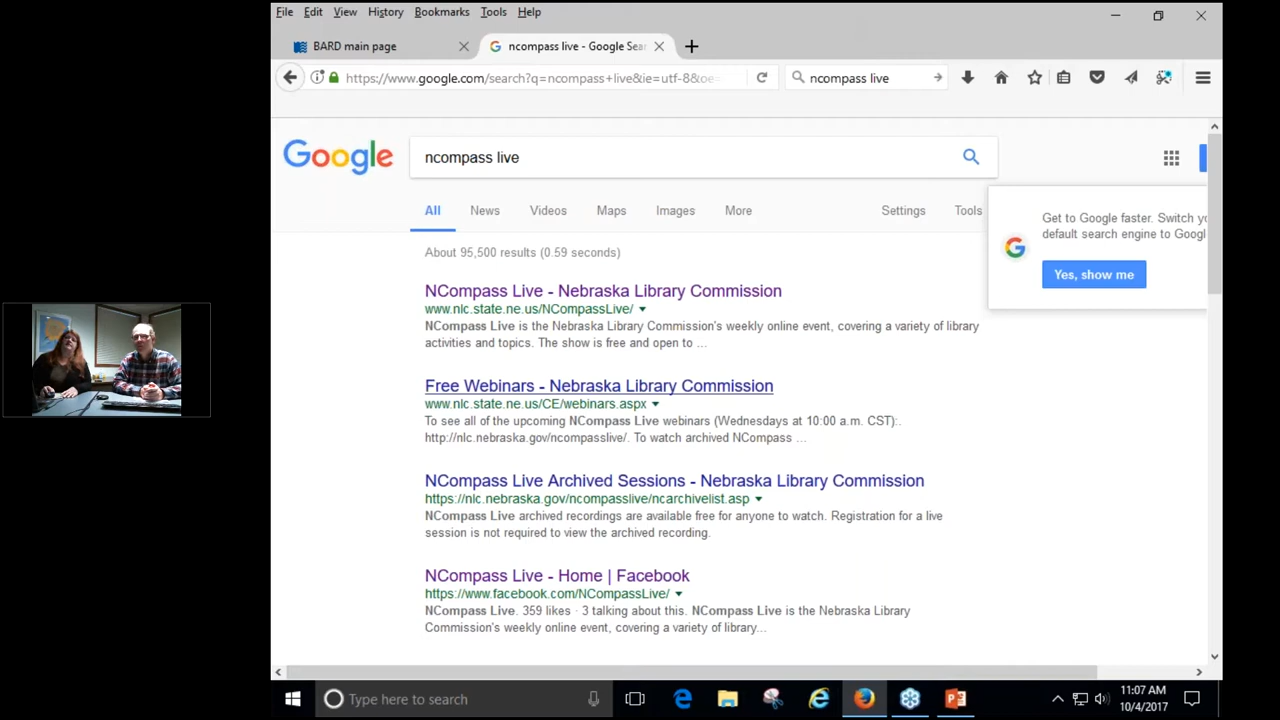 File Edit View History Bookmarks Tools Help
BARD main page
ncompass live - Google Sea
https://www.google.com/search?q=ncompass+live&ie=utf-8&oe=
ncompass live
Google
ncompass live
All News Videos Maps Images More Settings Tools
Get to Google faster. Switch yo
default search engine to Googl
Yes, show me
About 95,500 results (0.59 seconds)
NCompass Live - Nebraska Library Commission
www.nlc.state.ne.us/NCompassLive/
NCompass Live is the Nebraska Library Commission's weekly online event, covering a variety of library
activities and topics. The show is free and open to ...
Free Webinars - Nebraska Library Commission
www.nlc.state.ne.us/CE/webinars.aspx
To see all of the upcoming NCompass Live webinars (Wednesdays at 10:00 a.m. CST):.
http://nlc.nebraska.gov/ncompasslive/. To watch archived NCompass ...
NCompass Live Archived Sessions - Nebraska Library Commission
https://nlc.nebraska.gov/ncompasslive/ncarchivelist.asp
NCompass Live archived recordings are available free for anyone to watch. Registration for a live
session is not required to view the archived recording.
NCompass Live - Home | Facebook
https://www.facebook.com/NCompassLive/
NCompass Live. 359 likes · 3 talking about this. NCompass Live is the Nebraska Library
Commission's weekly online event, covering a variety of library...
Type here to search
11:07 AM
10/4/2017